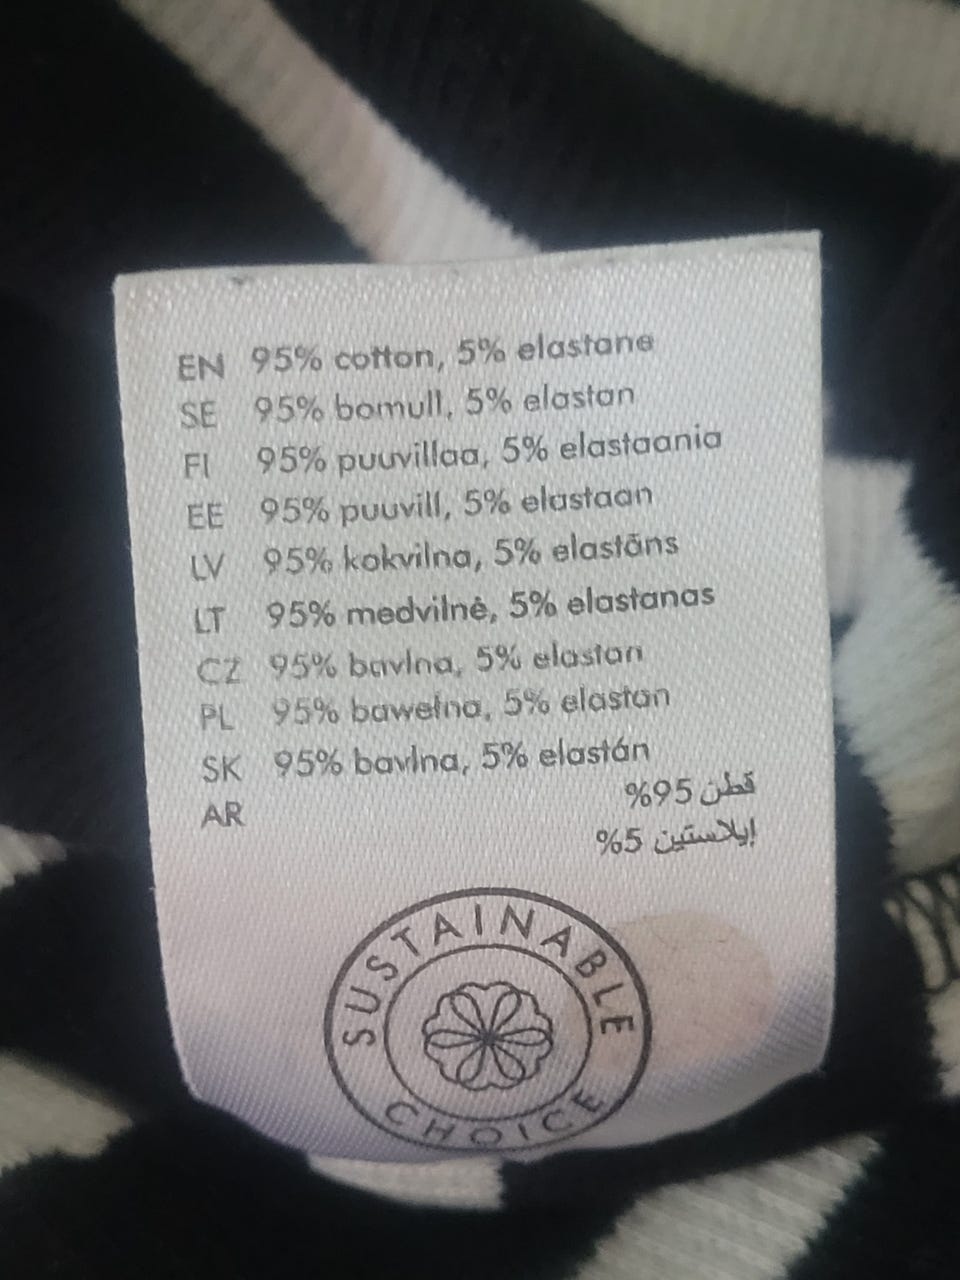 EN 95% cotton, 5% elastane
SE 95% bomull, 5% elastan
FI 95% puuvillaa, 5% elastaania
EE 95% puuvill, 5% elastaan
LV 95% kokvilna, 5% elastāns
LT 95% medvilnė, 5% elastanas
CZ 95% bavlna, 5% elastan
PL 95% bawełna, 5% elastan
SK 95% bavlna, 5% elastán
AR قطن 95%
إيلاستين 5%
SUSTAINABLE
CHOICE